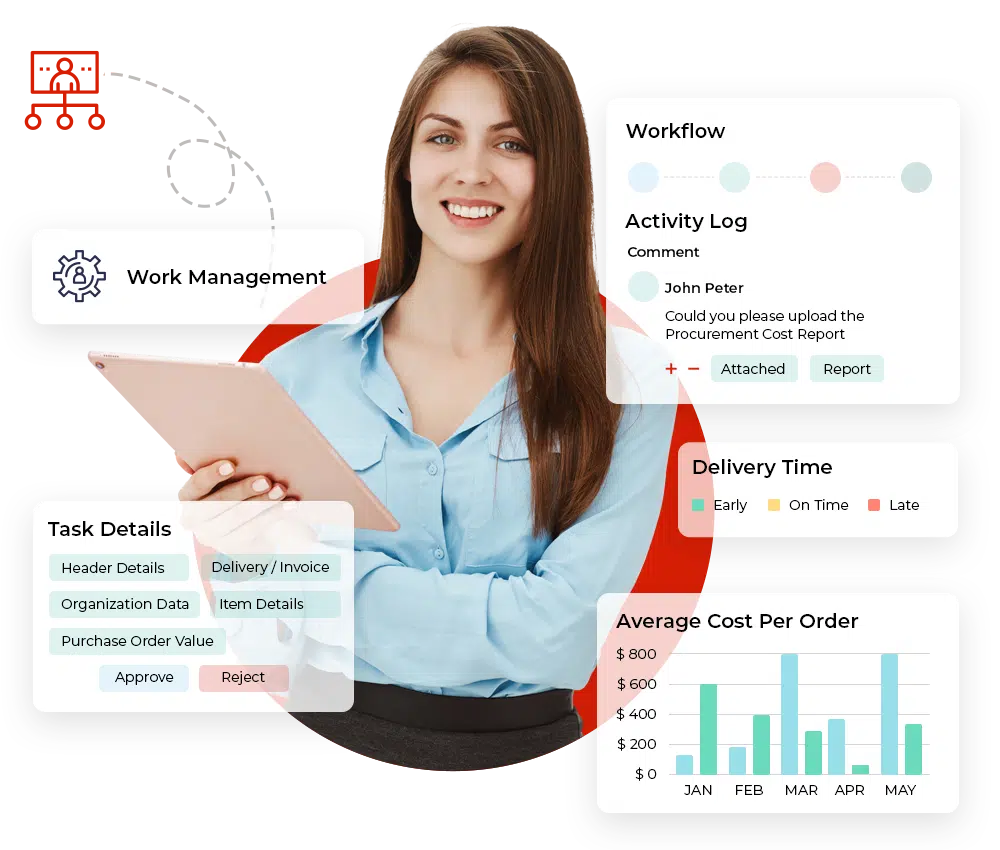 Work Management
Workflow
Activity Log
Comment
John Peter
Could you please upload the
Procurement Cost Report
+ − Attached Report
Delivery Time
Early On Time Late
Task Details
Header Details Delivery / Invoice
Organization Data Item Details
Purchase Order Value
Approve Reject
Average Cost Per Order
$ 800
$ 600
$ 400
$ 200
$ 0
JAN FEB MAR APR MAY